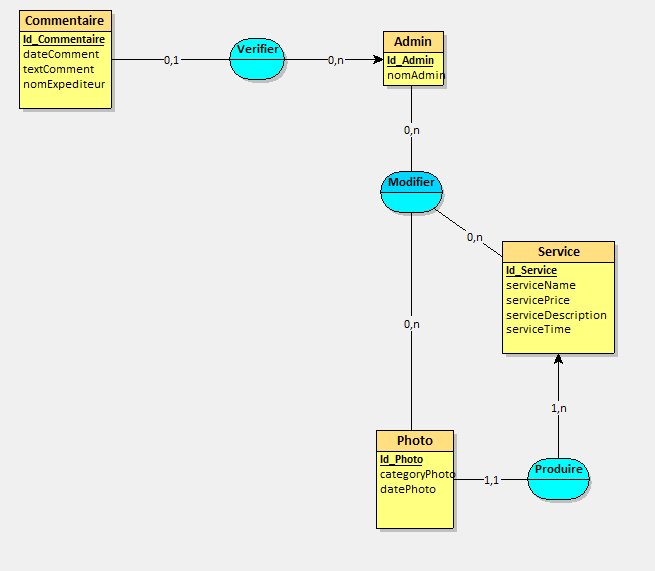 Commentaire
Id_Commentaire
dateComment
textComment
nomExpediteur
0,1
Verifier
0,n
Admin
Id_Admin
nomAdmin
0,n
Modifier
0,n
Service
Id_Service
serviceName
servicePrice
serviceDescription
serviceTime
0,n
1,n
Photo
Id_Photo
categoryPhoto
datePhoto
1,1
Produire